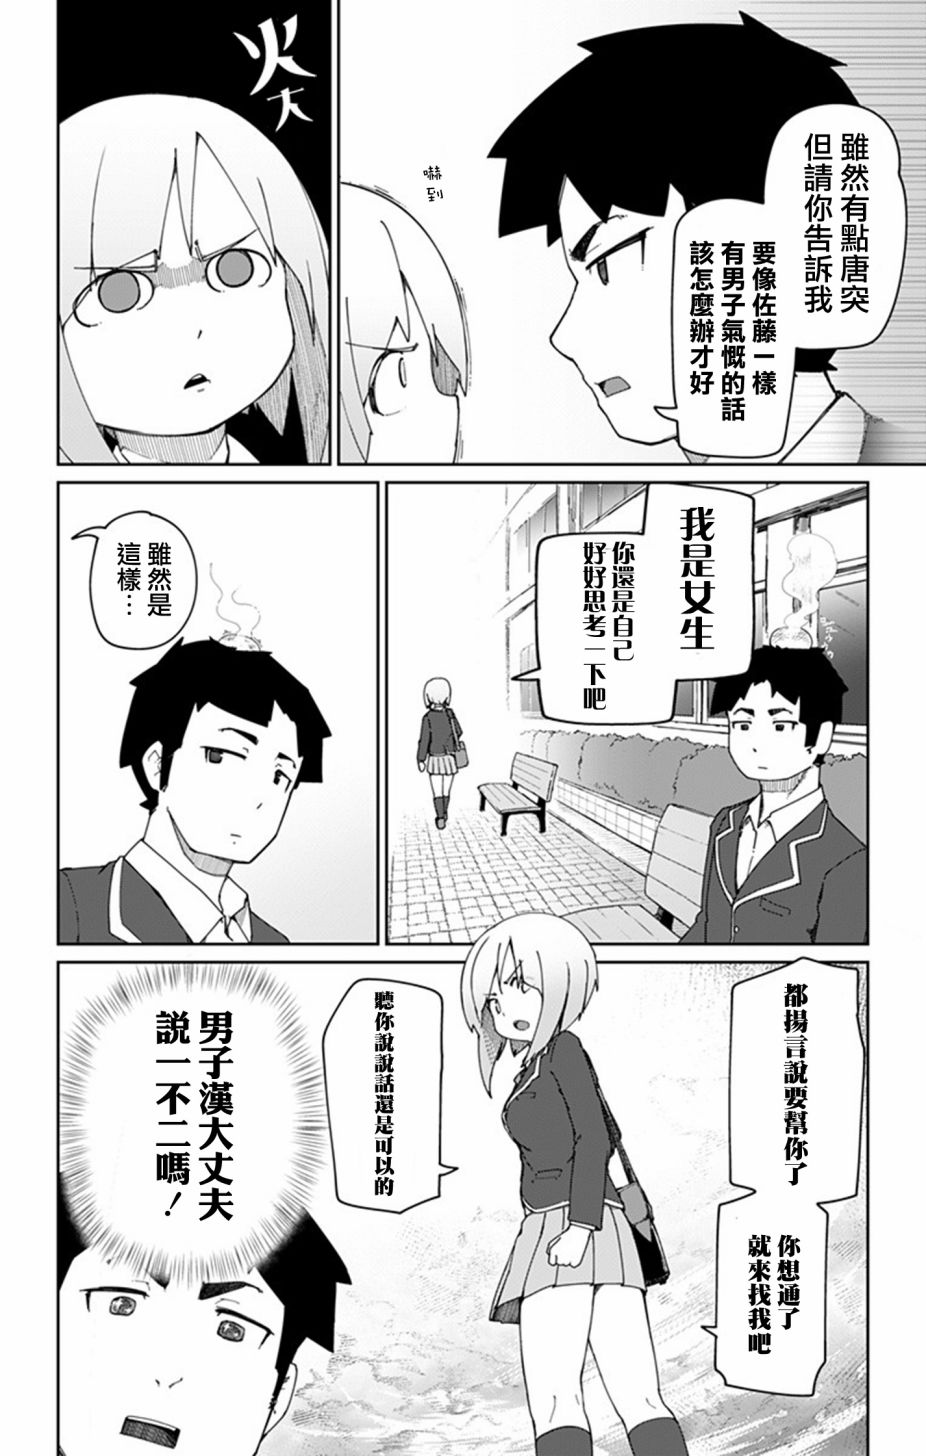 雖然有點唐突
但請你告訴我
要像佐藤一樣
有男子氣慨的話
該怎麼辦才好
嚇到
火大
我是女生
你還是自己
好好思考一下吧
雖然是
這樣…
都揚言說要幫你了
你想通了
就來找我吧
聽你說說話還是可以的
男子漢大丈夫
說一不二嗎！